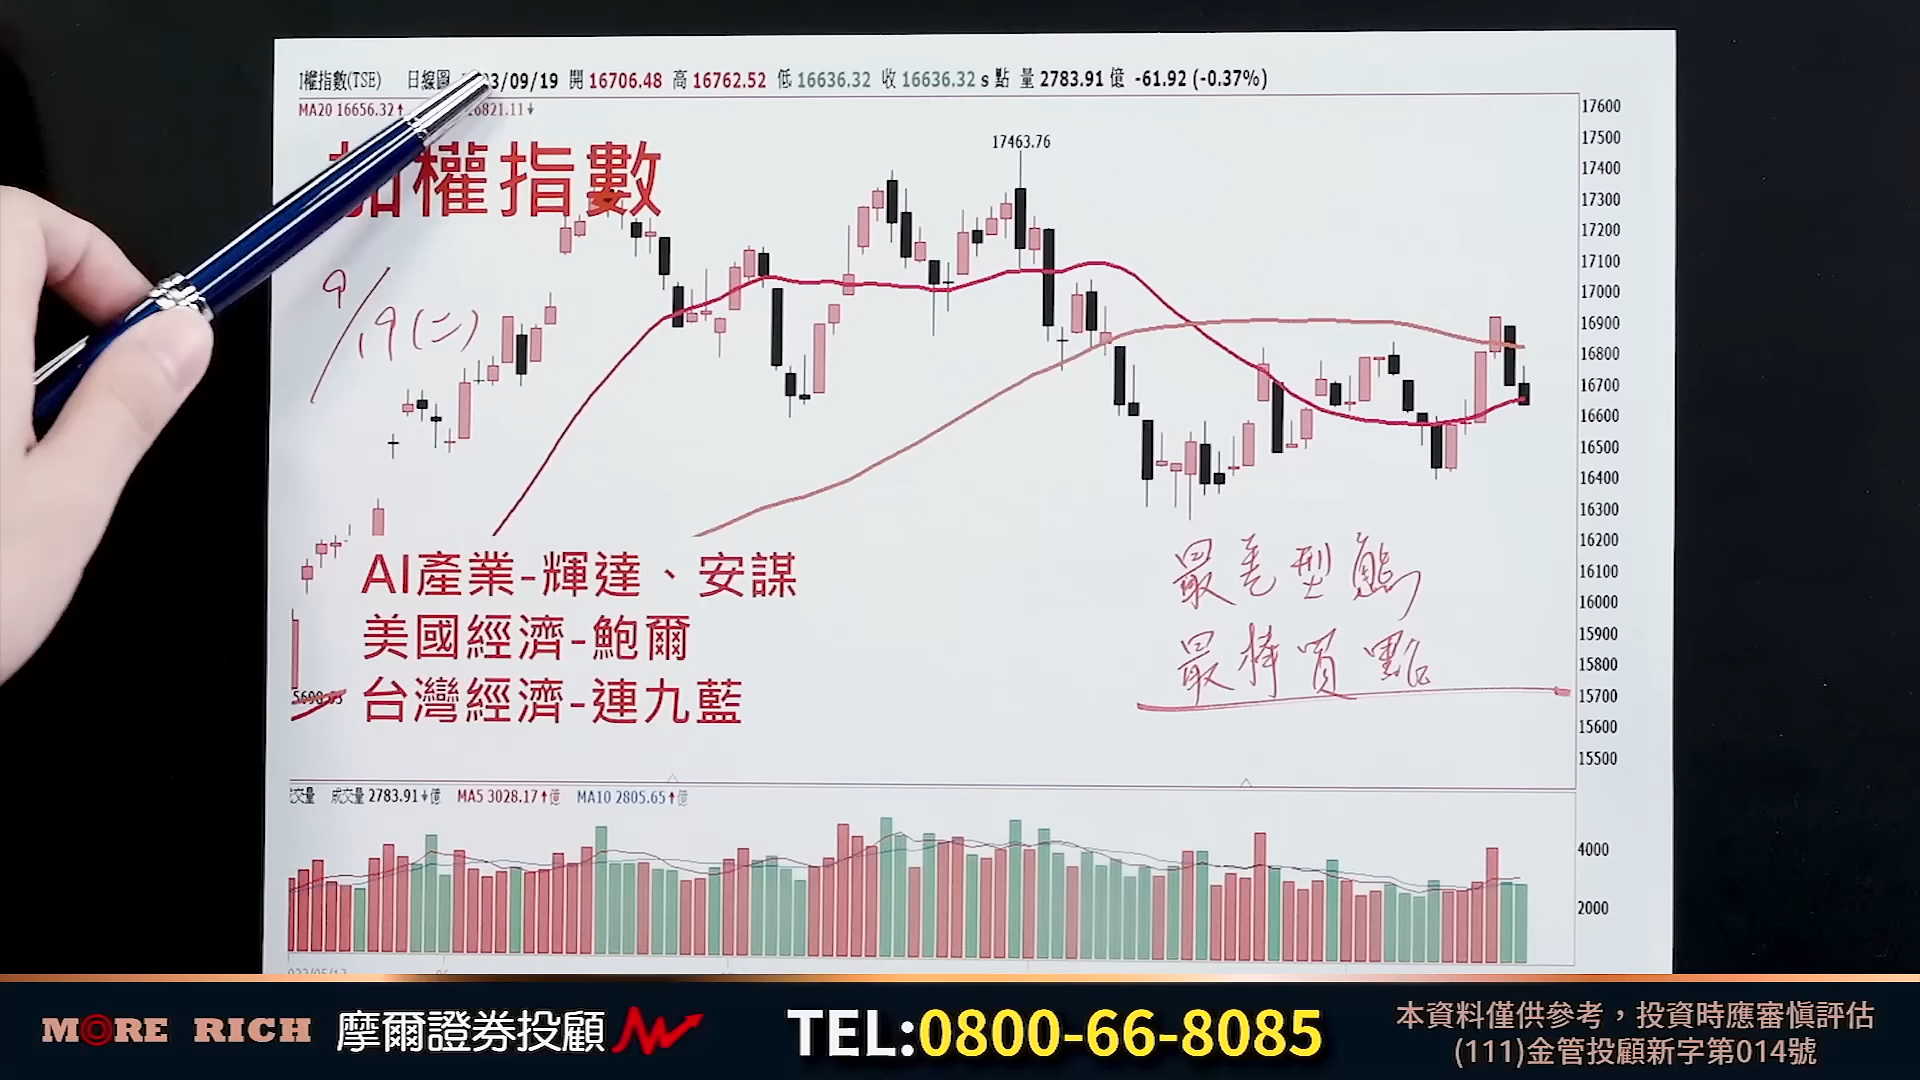 權指數(TSE) 日線圖 3/09/19 開 16706.48 高 16762.52 低 16636.32 收 16636.32 s 點 量 2783.91 億 -61.92 (-0.37%)
MA20 16656.32↑ 6821.11↓
權指數
9/19(二)
17463.76
17600
17500
17400
17300
17200
17100
17000
16900
16800
16700
16600
16500
16400
16300
16200
16100
16000
15900
15800
15700
15600
15500
AI產業-輝達、安謀
美國經濟-鮑爾
台灣經濟-連九藍
最差型態
最棒買點
交量 成交量 2783.91↓億 MA5 3028.17↑億 MA10 2805.65↑億
4000
2000
MORE RICH 摩爾證券投顧
TEL:0800-66-8085
本資料僅供參考，投資時應審慎評估
(111)金管投顧新字第014號